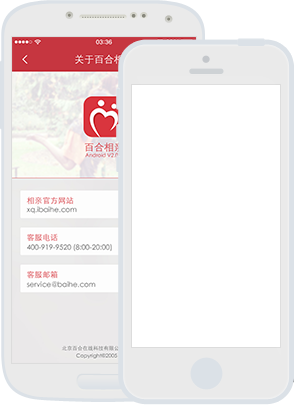 03:36
关于百合相
百合相亲
Android V2
相亲官方网站
xq.ibaihe.com
客服电话
400-919-9520 (8:00-20:00)
客服邮箱
service@baihe.com
北京百合在线科技有限公
Copyright©2005